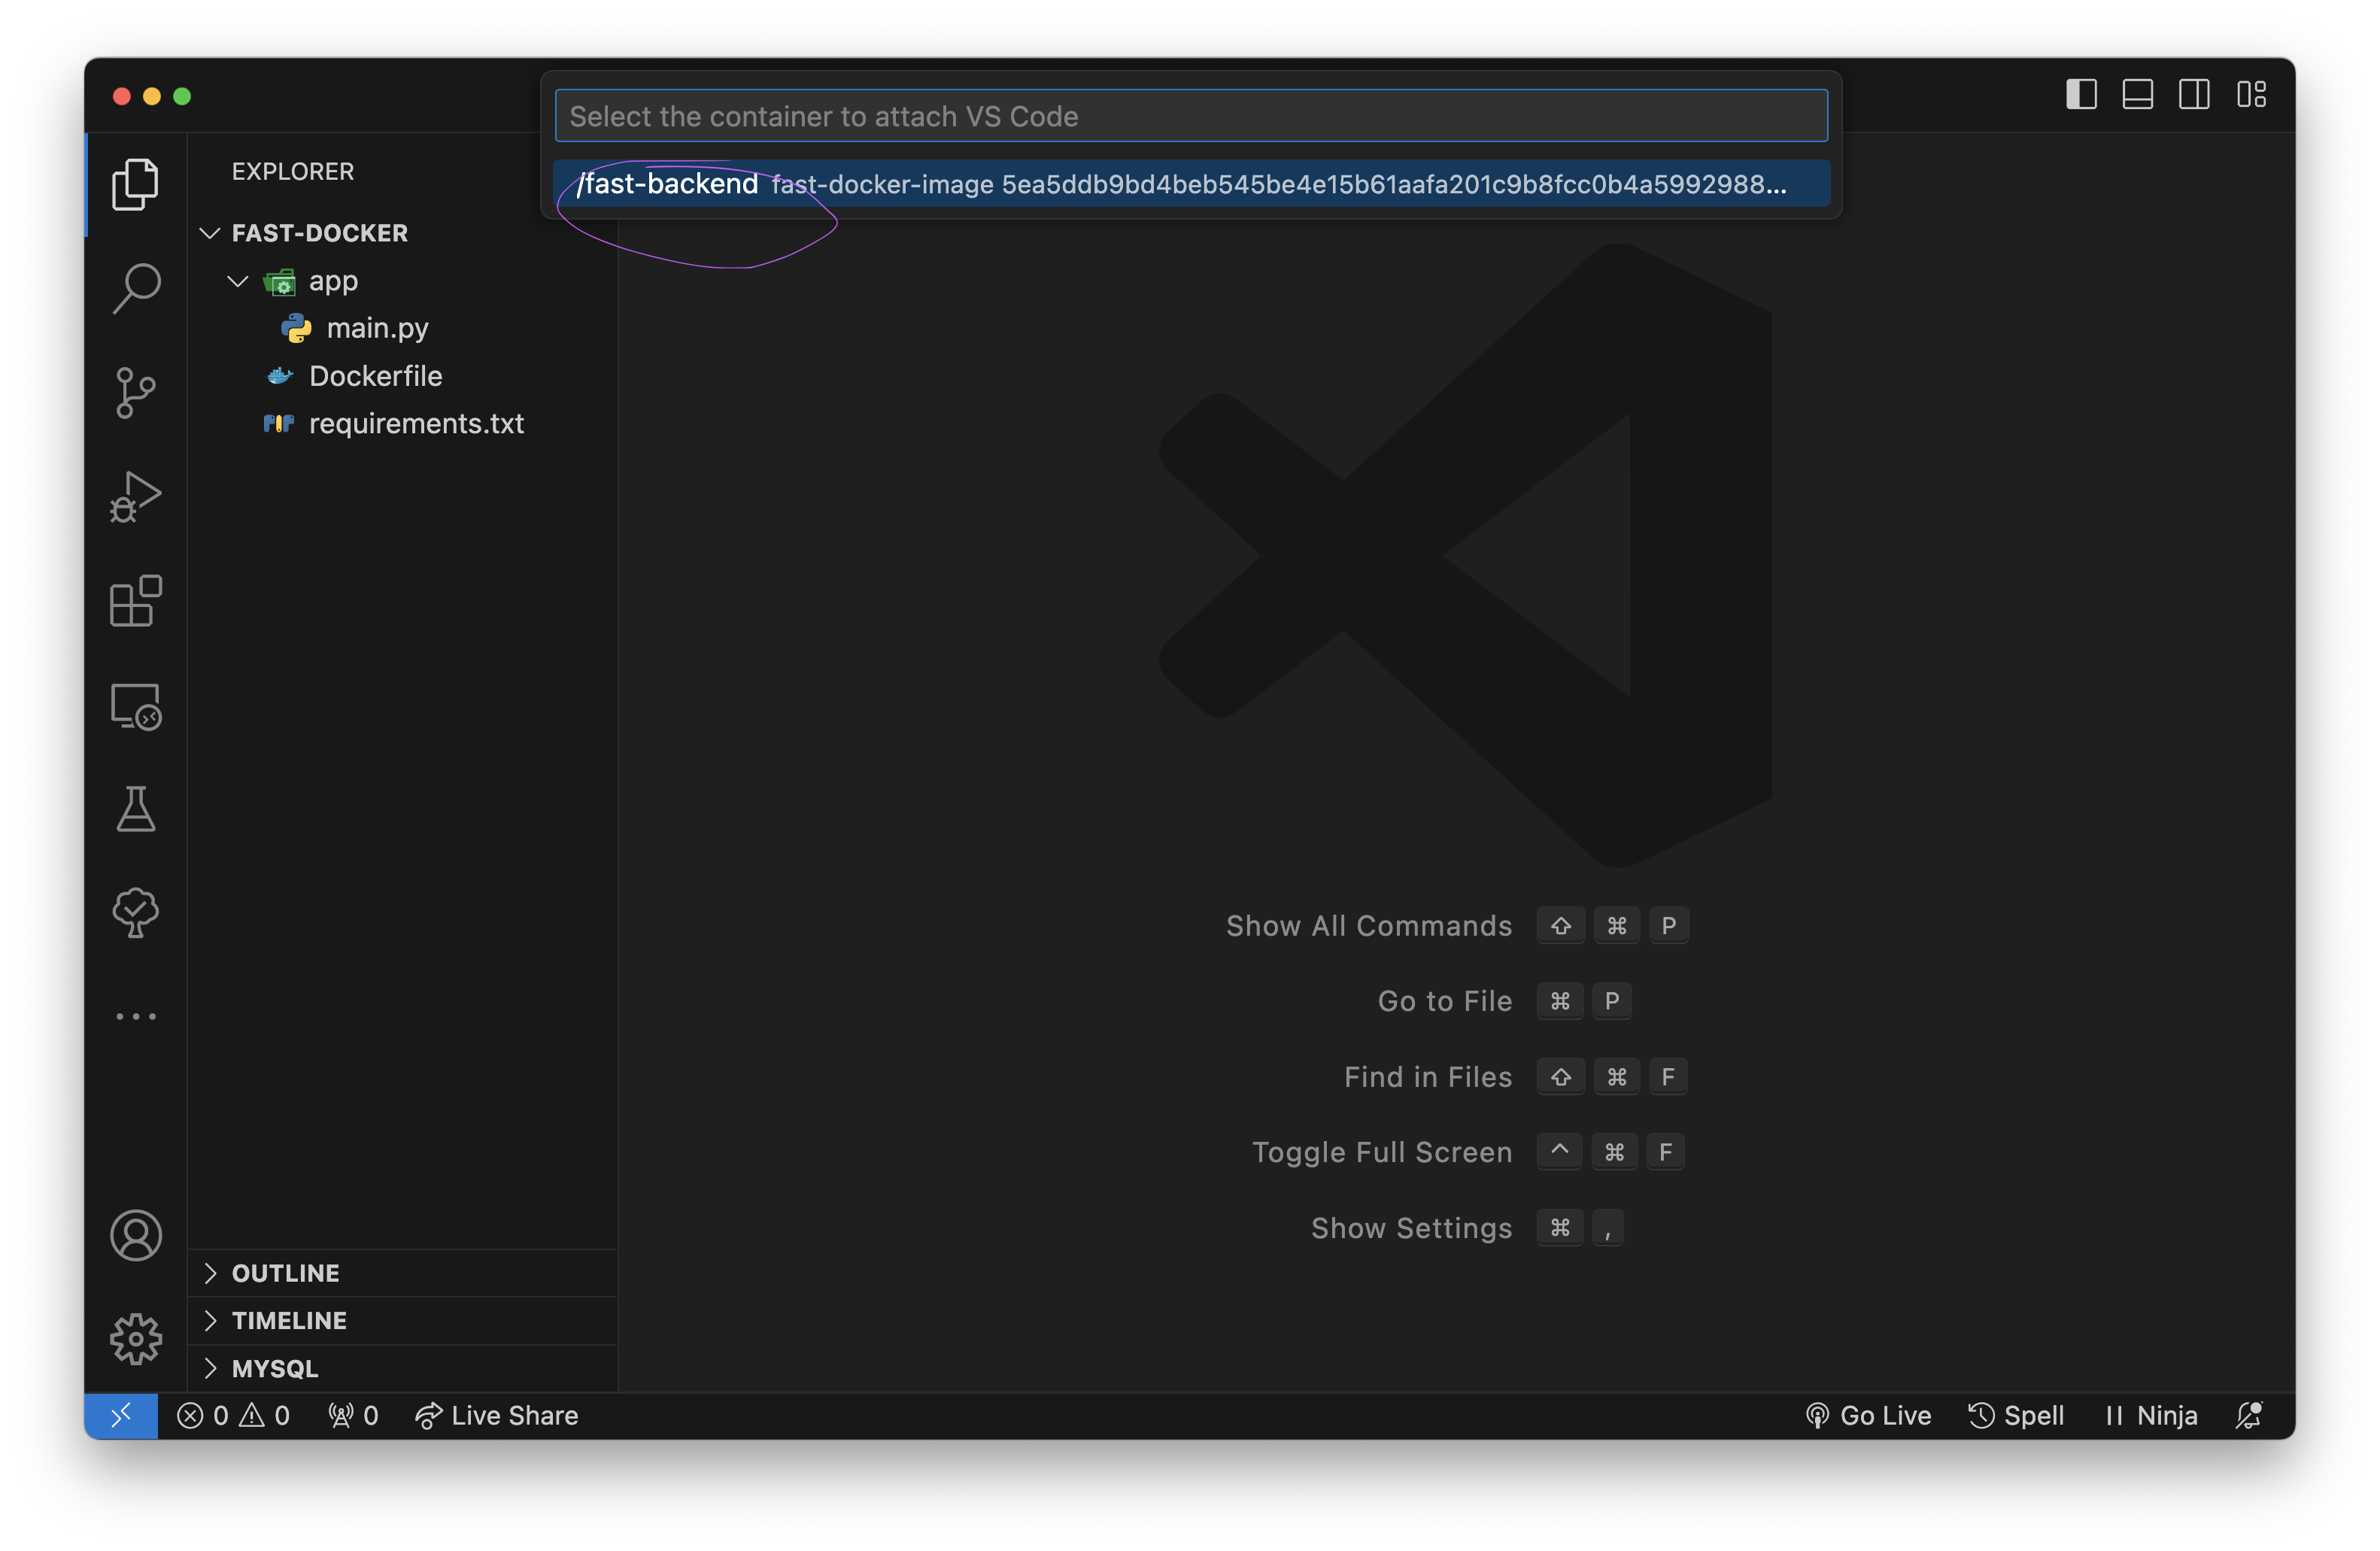 Select the container to attach VS Code
/fast-backend fast-docker-image 5ea5ddb9bd4beb545be4e15b61aafa201c9b8fcc0b4a5992988...
EXPLORER
FAST-DOCKER
app
main.py
Dockerfile
requirements.txt
Show All Commands ⇧ ⌘ P
Go to File ⌘ P
Find in Files ⇧ ⌘ F
Toggle Full Screen ^ ⌘ F
Show Settings ⌘ ,
OUTLINE
TIMELINE
MYSQL
0 0 0 Live Share Go Live Spell Ninja